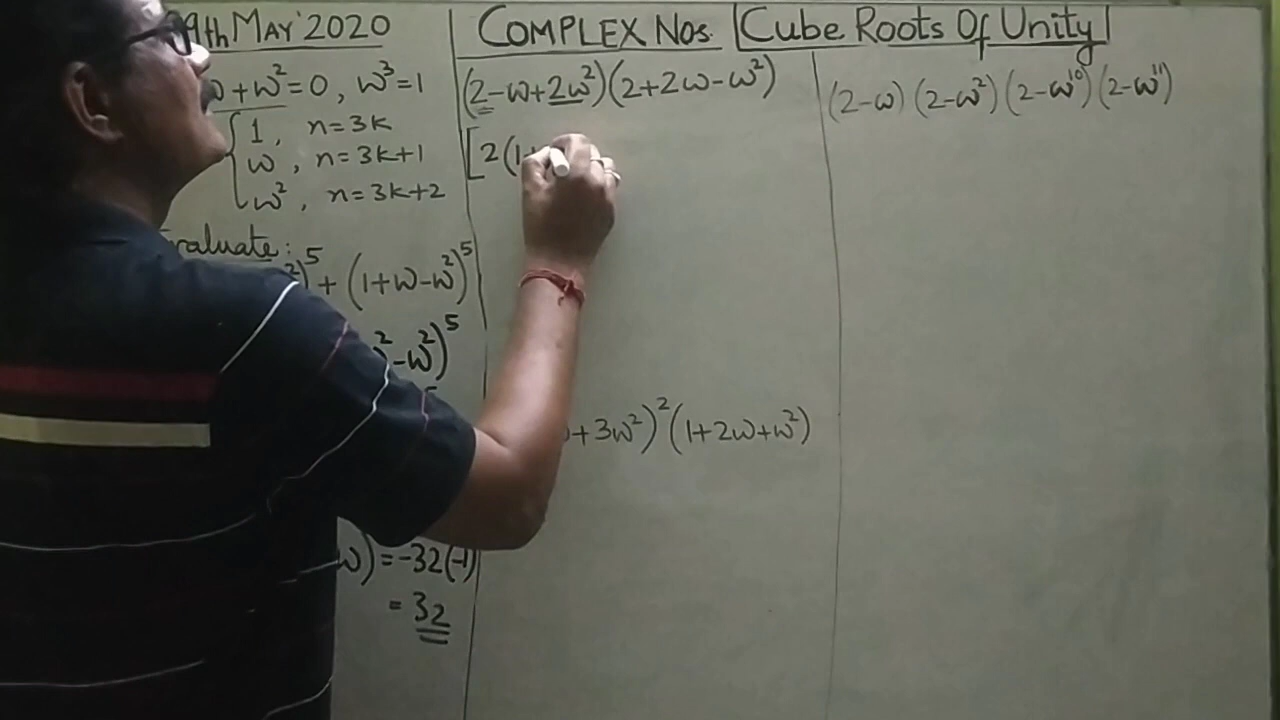 9th MAY'2020
COMPLEX Nos. Cube Roots Of Unity
ω+ω²=0, ω³=1
1, n=3k
ω, n=3k+1
ω², n=3k+2
Evaluate:
²)⁵+(1+ω-ω²)⁵
²-ω²)⁵
ω)=-32(-1)
=32
(2-ω+2ω²)(2+2ω-ω²)
[2(1+
+3ω²)²(1+2ω+ω²)
(2-ω)(2-ω²)(2-ω¹⁰)(2-ω¹¹)